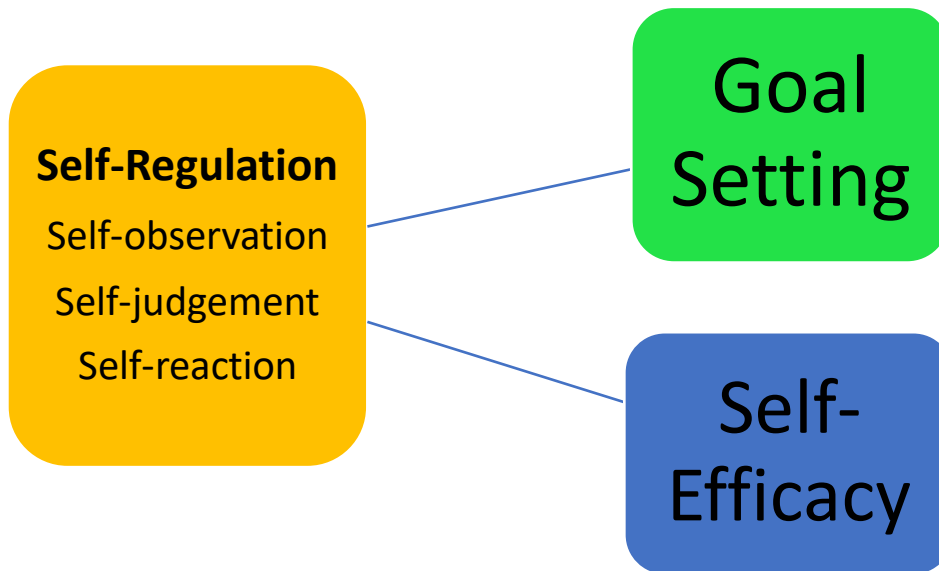 Self-Regulation
Self-observation
Self-judgement
Self-reaction
Goal
Setting
Self-
Efficacy